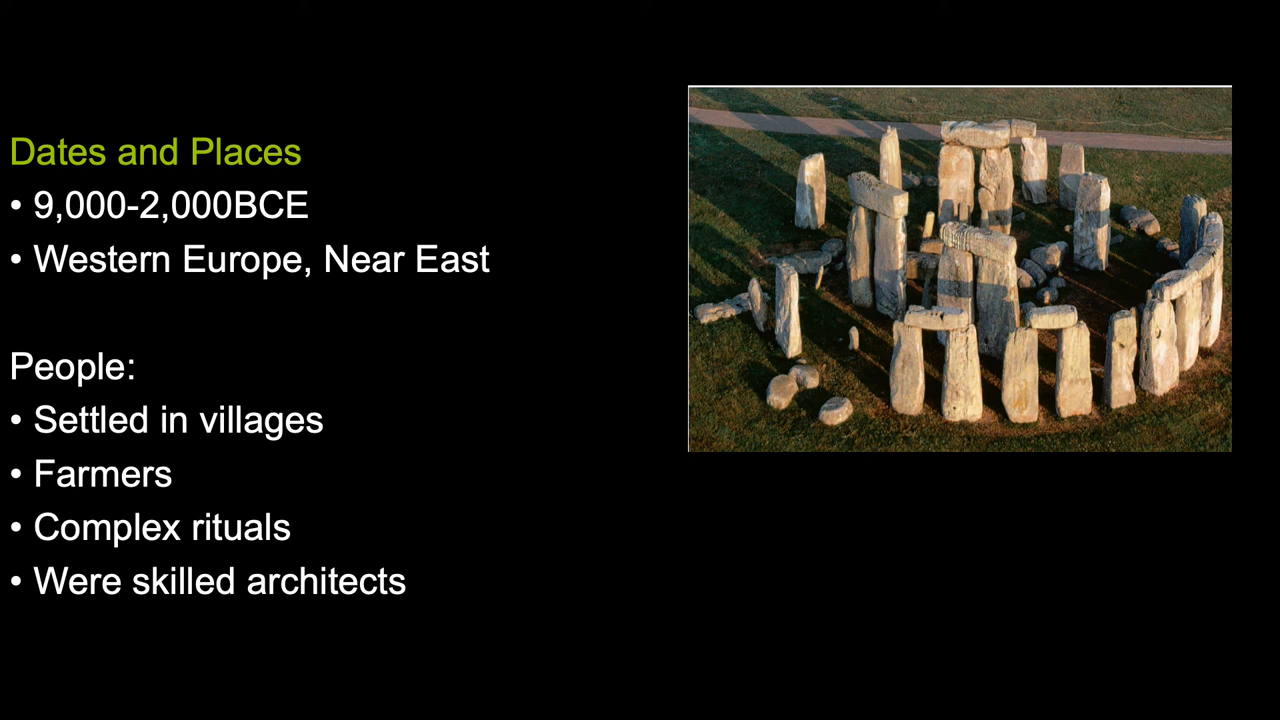 Dates and Places
• 9,000-2,000BCE
• Western Europe, Near East
People:
• Settled in villages
• Farmers
• Complex rituals
• Were skilled architects